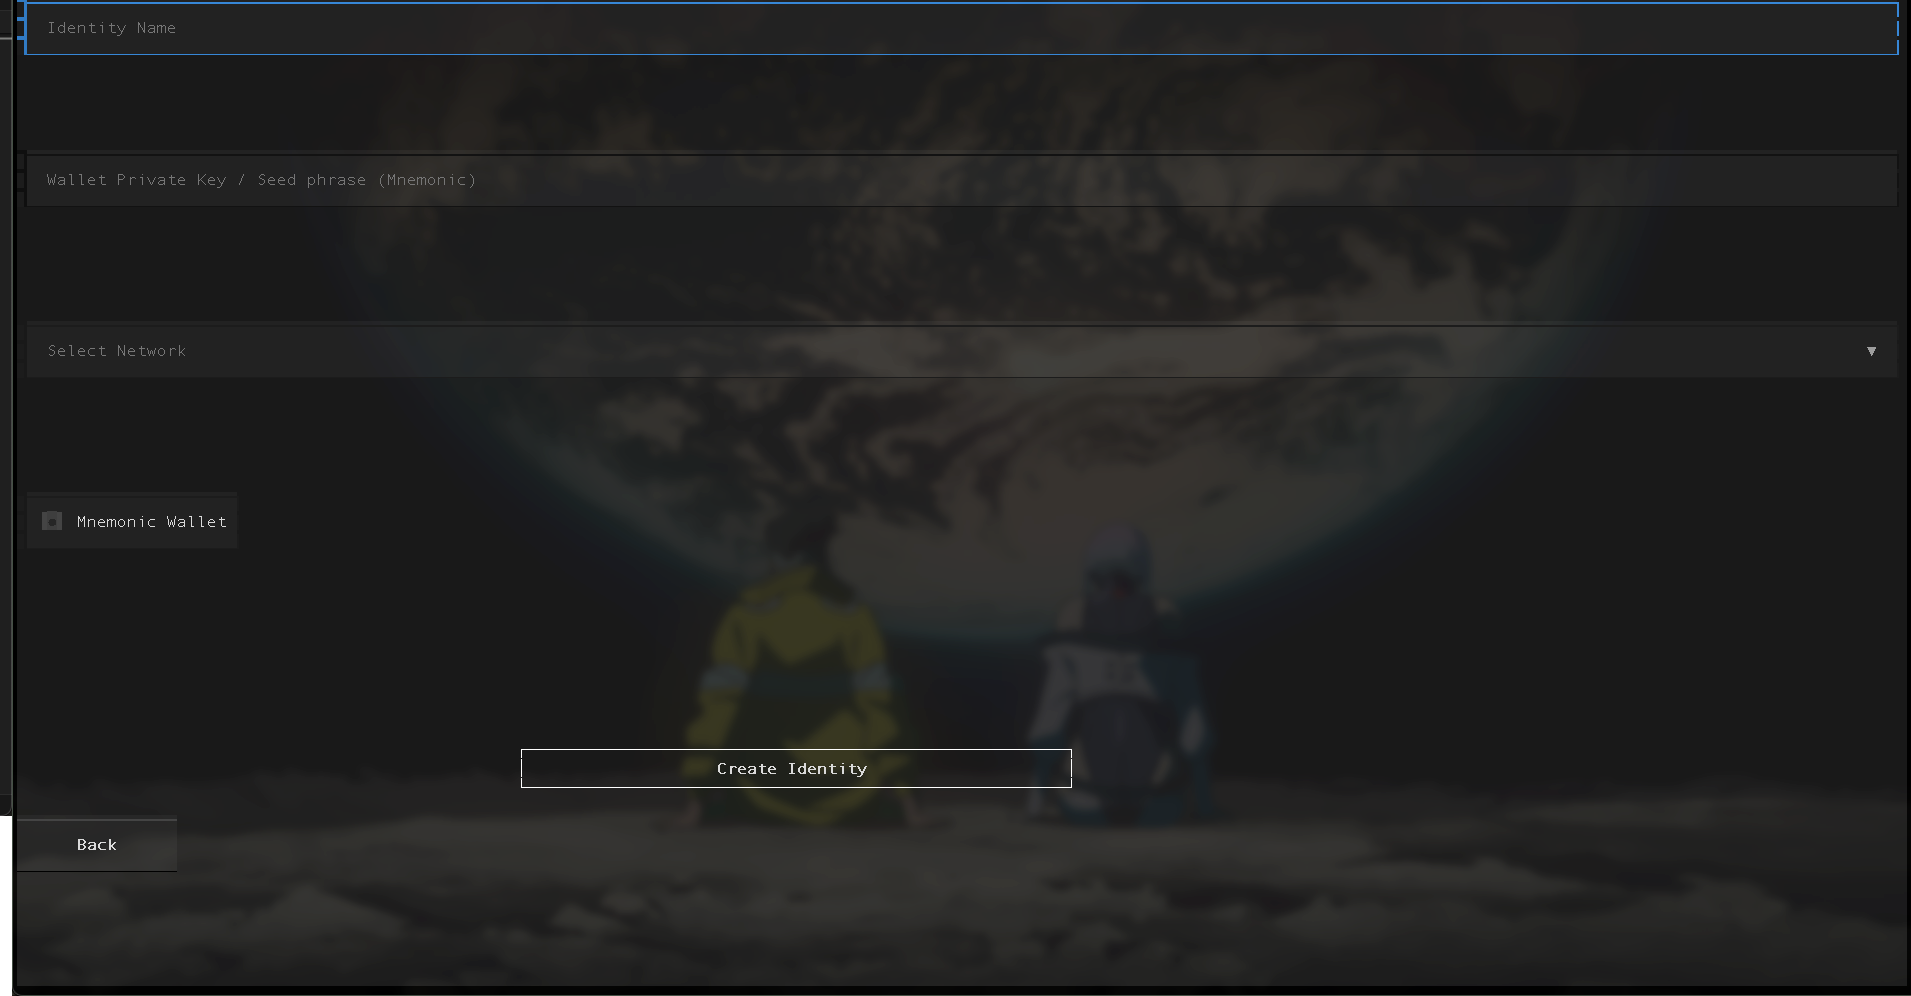 Identity Name
Wallet Private Key / Seed phrase (Mnemonic)
Select Network
Mnemonic Wallet
Create Identity
Back